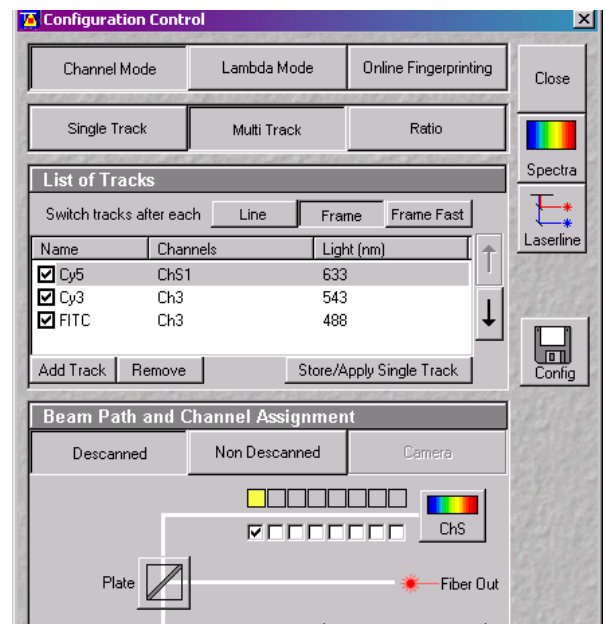 Configuration Control
Channel Mode Lambda Mode Online Fingerprinting Close
Single Track Multi Track Ratio
Spectra
List of Tracks
Switch tracks after each Line Frame Frame Fast
Laserline
Name Channels Light (nm)
Cy5 ChS1 633
Cy3 Ch3 543
FITC Ch3 488
Add Track Remove Store/Apply Single Track Config
Beam Path and Channel Assignment
Descanned Non Descanned Camera
ChS
Plate Fiber Out